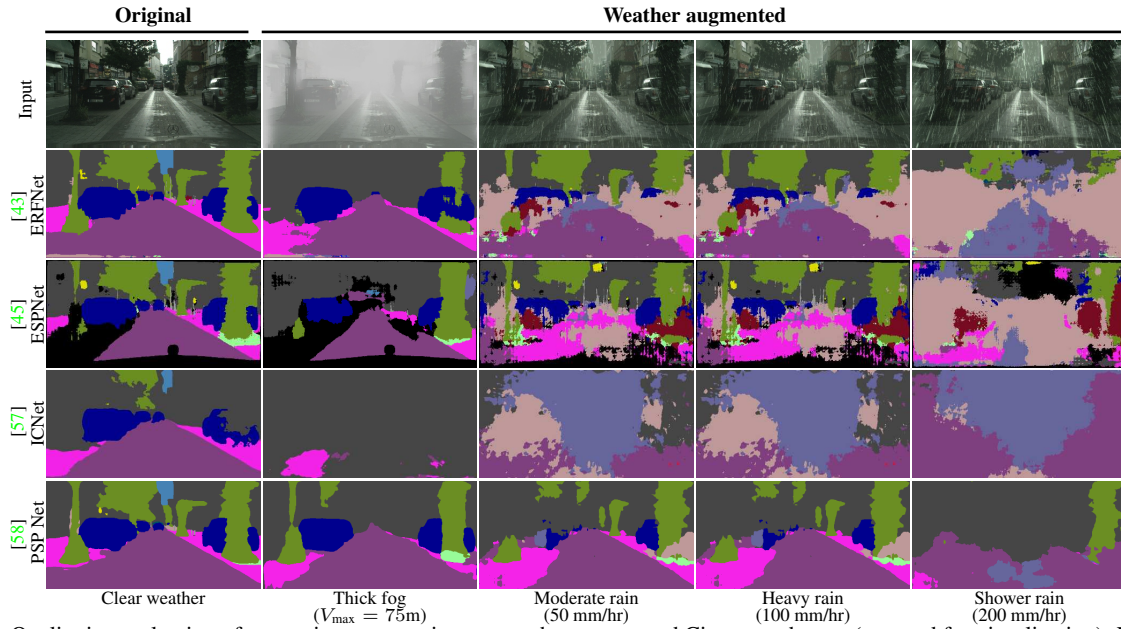 Original Weather augmented
Input
[43]
ERFNet
[45]
ESPNet
[57]
ICNet
[58]
PSP Net
Clear weather
Thick fog
(Vmax = 75m)
Moderate rain
(50 mm/hr)
Heavy rain
(100 mm/hr)
Shower rain
(200 mm/hr)